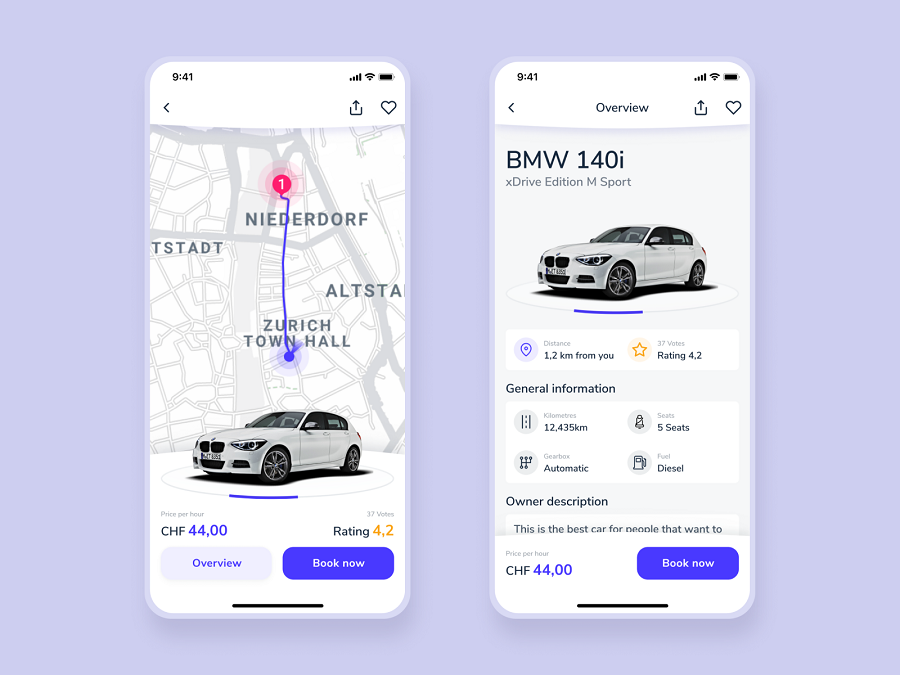 9:41
1
NIEDERDORF
TSTADT
ALTSTA
ZURICH
TOWN HALL
Price per hour
37 Votes
CHF 44,00
Rating 4,2
Overview
Book now
9:41
Overview
BMW 140i
xDrive Edition M Sport
Distance
1,2 km from you
37 Votes
Rating 4,2
General information
Kilometres
12,435km
Seats
5 Seats
Gearbox
Automatic
Fuel
Diesel
Owner description
This is the best car for people that want to
Price per hour
CHF 44,00
Book now